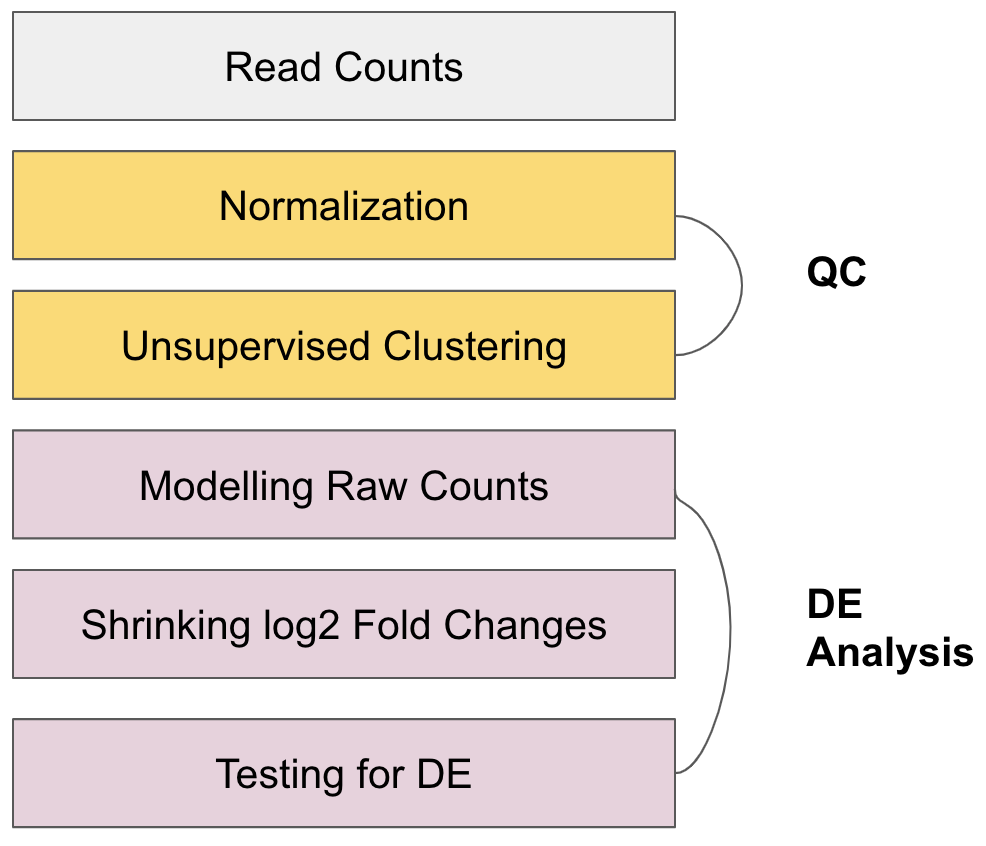 Read Counts
Normalization
QC
Unsupervised Clustering
Modelling Raw Counts
Shrinking log2 Fold Changes
DE
Analysis
Testing for DE